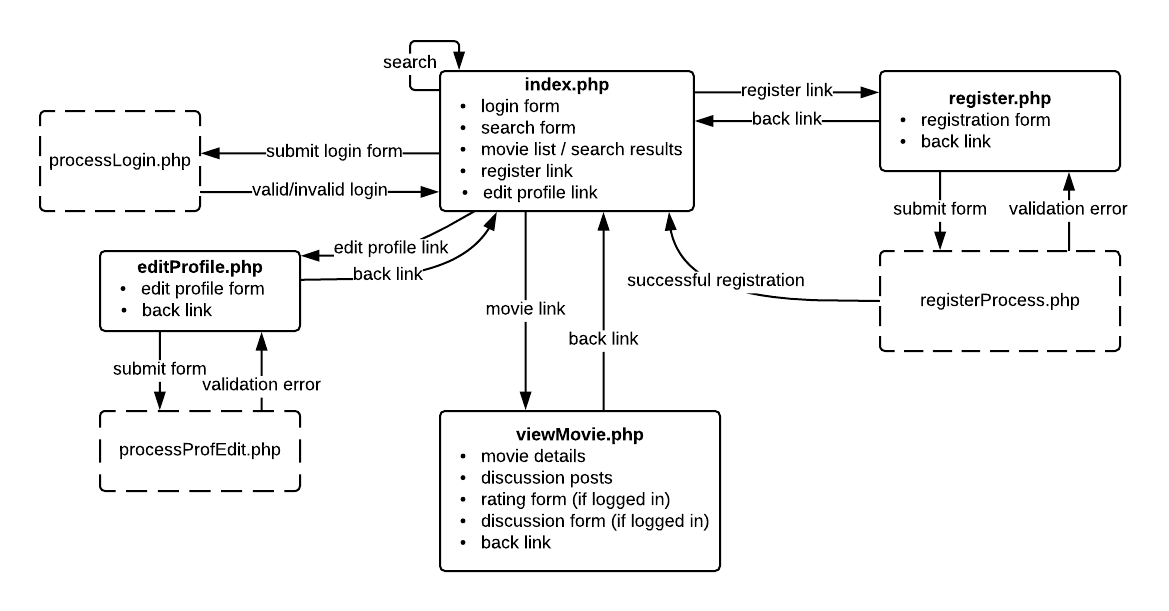 search
index.php
• login form
• search form
• movie list / search results
• register link
• edit profile link
register link
back link
register.php
• registration form
• back link
processLogin.php
submit login form
valid/invalid login
submit form
validation error
edit profile link
back link
editProfile.php
• edit profile form
• back link
successful registration
registerProcess.php
movie link
back link
submit form
validation error
processProfEdit.php
viewMovie.php
• movie details
• discussion posts
• rating form (if logged in)
• discussion form (if logged in)
• back link